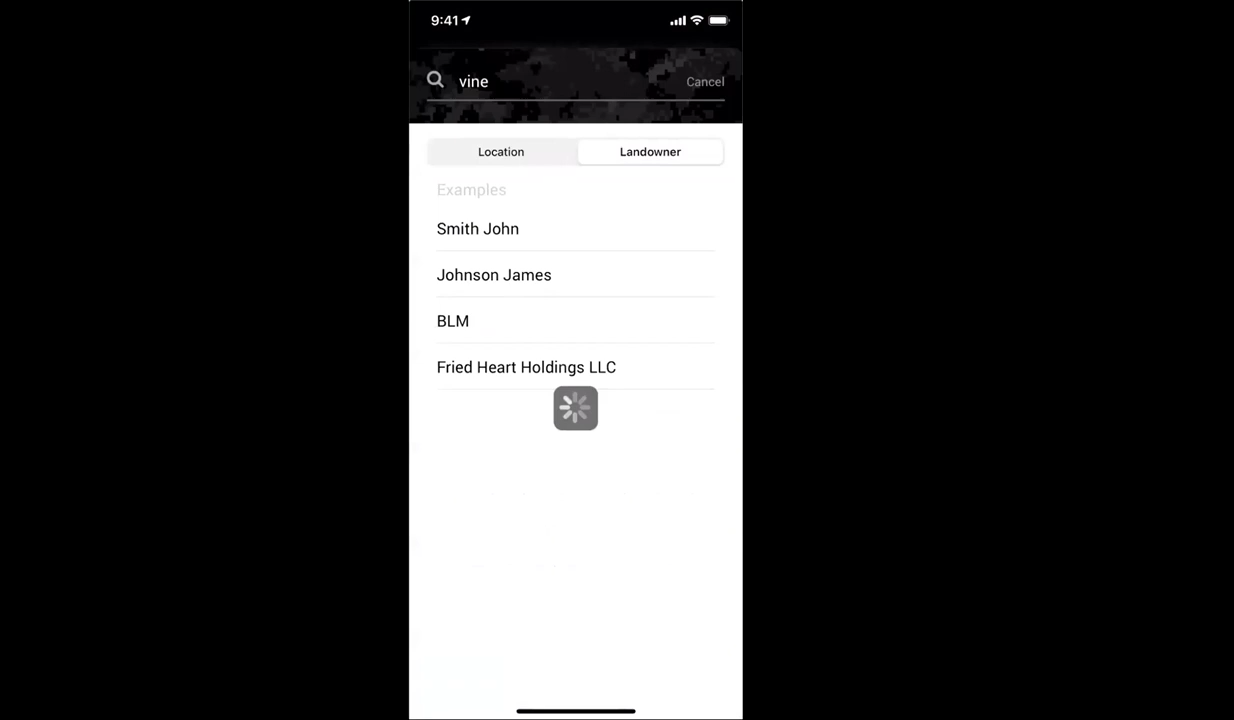 9:41
vine
Cancel
Location
Landowner
Examples
Smith John
Johnson James
BLM
Fried Heart Holdings LLC